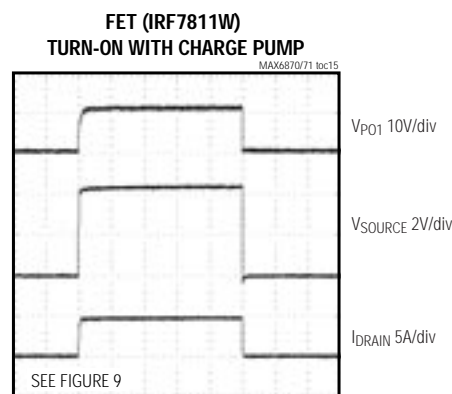 FET (IRF7811W)
TURN-ON WITH CHARGE PUMP
MAX6870/71 toc15
VPO1 10V/div
VSOURCE 2V/div
IDRAIN 5A/div
SEE FIGURE 9